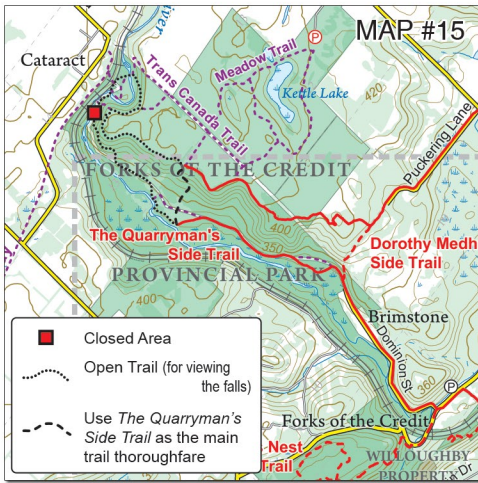 MAP #15
River
Cataract
Trans Canada Trail
Meadow Trail
P
Kettle Lake
420
Puckering Lane
FORKS OF THE CREDIT
400
The Quarryman's
Side Trail
350
Dorothy Medh
Side Trail
PROVINCIAL PARK
400
Brimstone
Dominion St
360
P
Closed Area
Open Trail (for viewing
the falls)
Use The Quarryman's
Side Trail as the main
trail thoroughfare
Forks of the Credit
Nest
Trail
WILLOUGHBY
PROPERTY
Dr